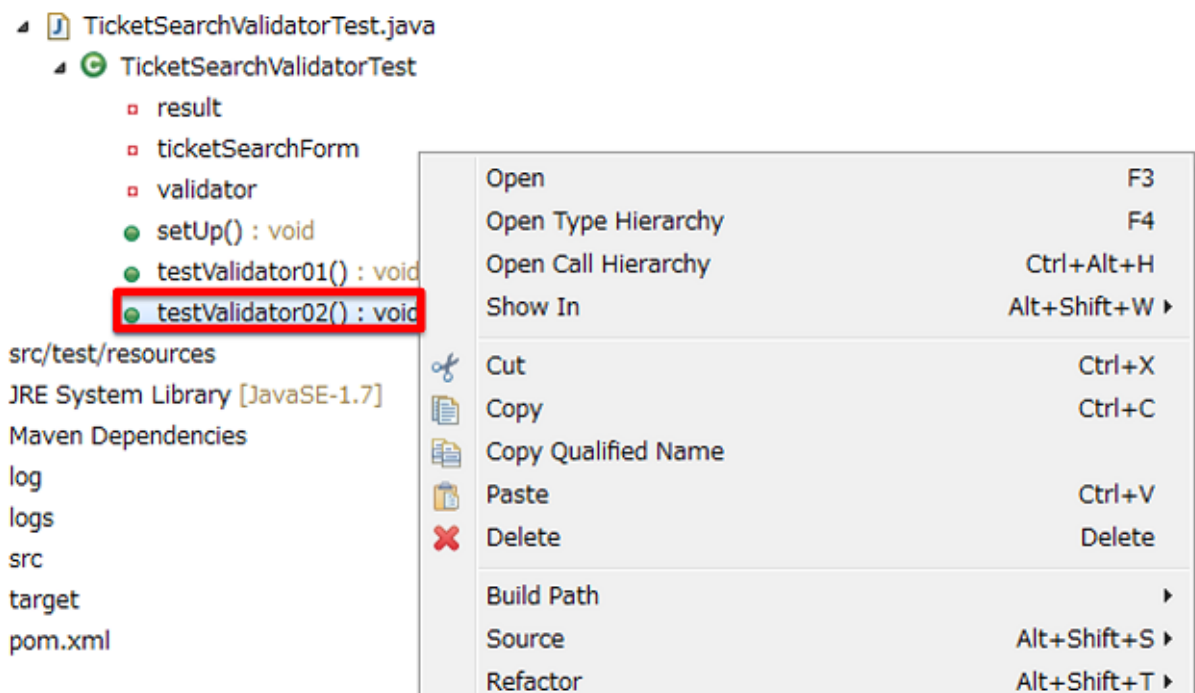 TicketSearchValidatorTest.java
TicketSearchValidatorTest
result
ticketSearchForm
validator
setUp() : void
testValidator01() : void
testValidator02() : void
src/test/resources
JRE System Library [JavaSE-1.7]
Maven Dependencies
log
logs
src
target
pom.xml
Open F3
Open Type Hierarchy F4
Open Call Hierarchy Ctrl+Alt+H
Show In Alt+Shift+W
Cut Ctrl+X
Copy Ctrl+C
Copy Qualified Name
Paste Ctrl+V
Delete Delete
Build Path
Source Alt+Shift+S
Refactor Alt+Shift+T